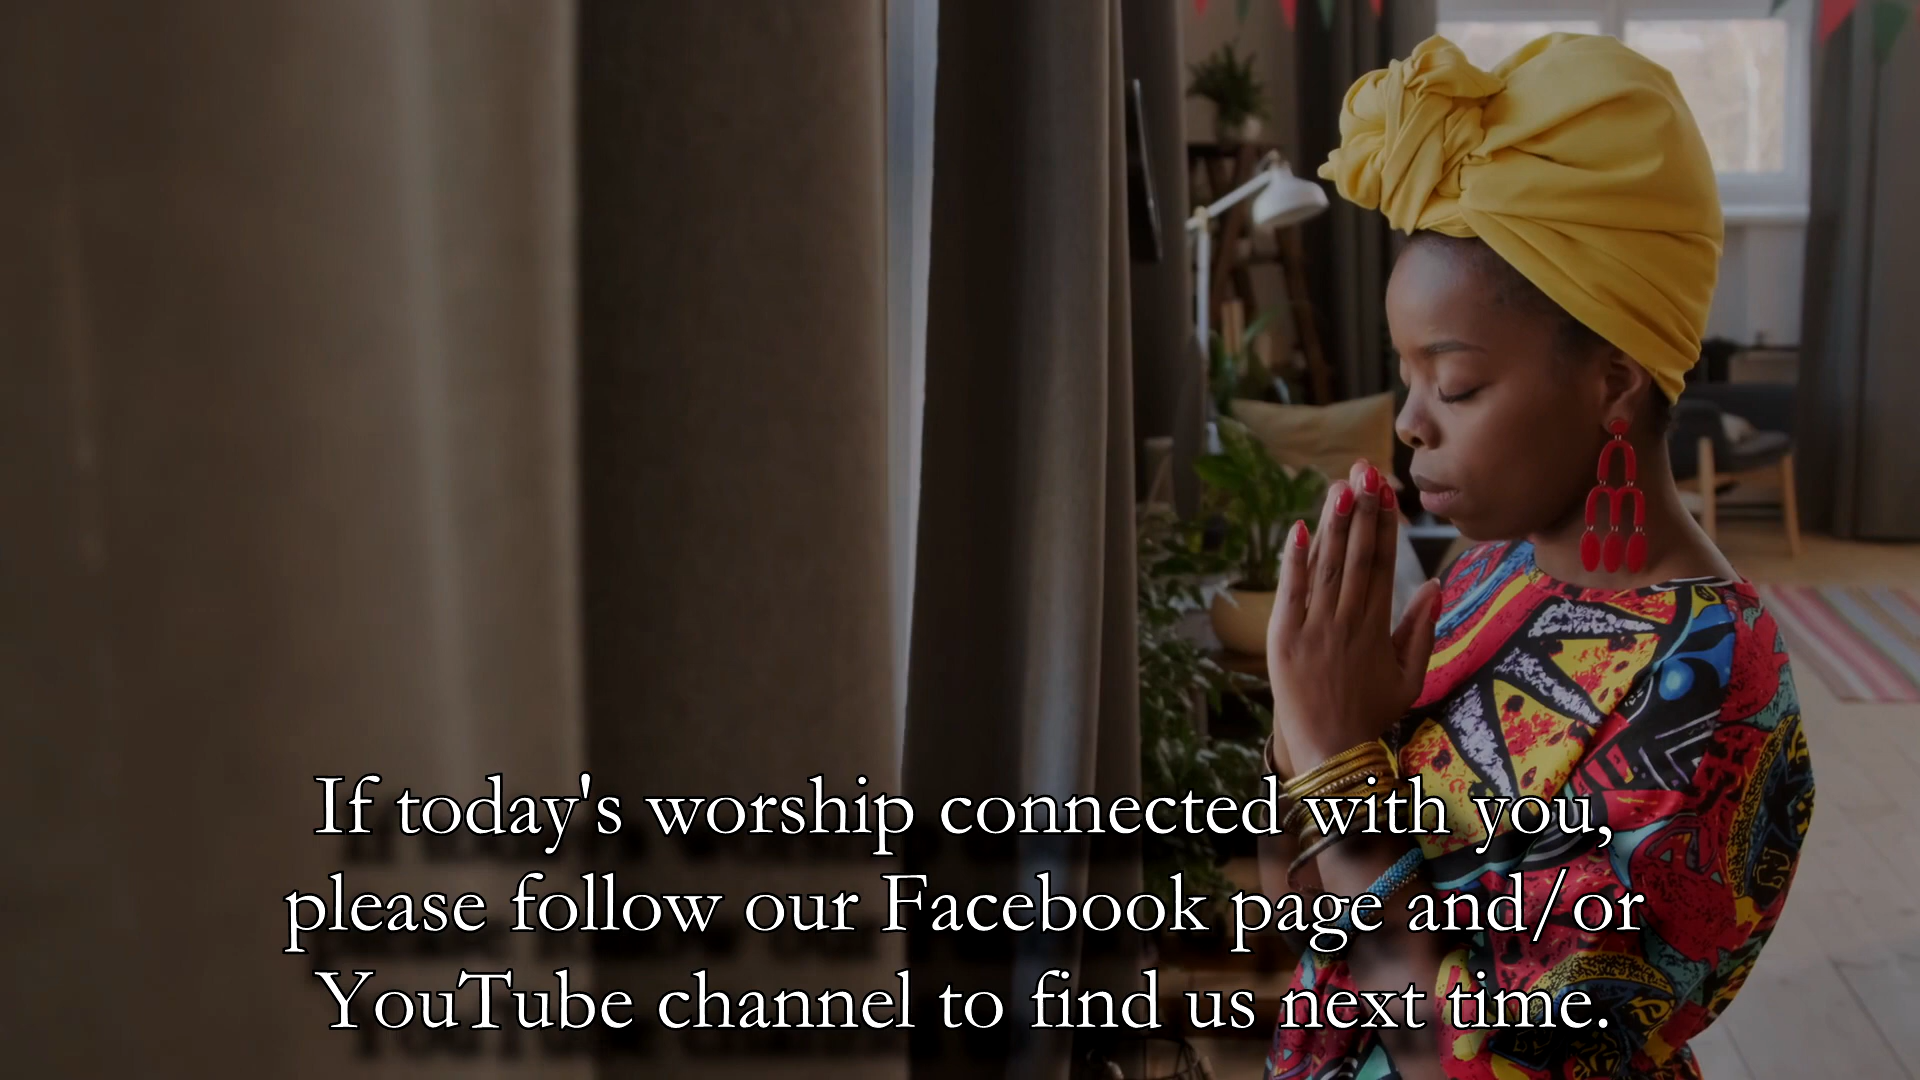 If today's worship connected with you,
please follow our Facebook page and/or
YouTube channel to find us next time.